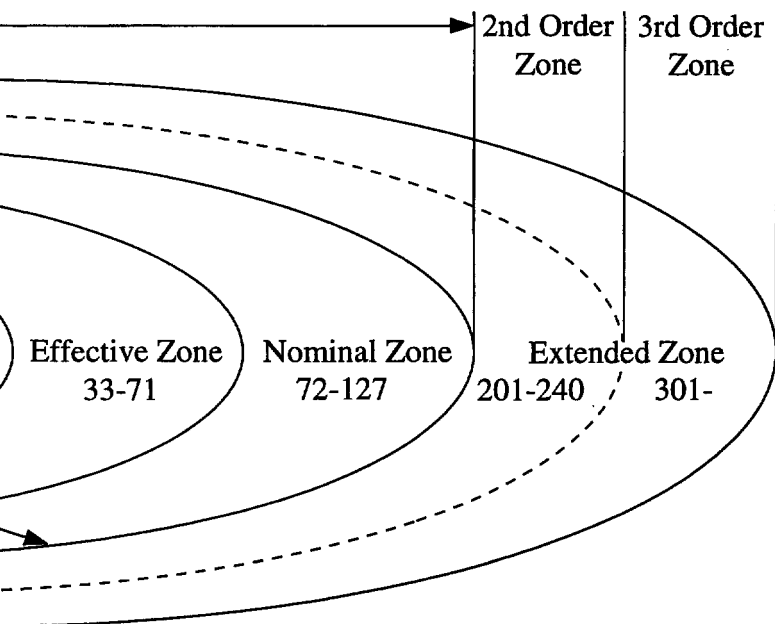 2nd Order
Zone
3rd Order
Zone
Effective Zone
33-71
Nominal Zone
72-127
Extended Zone
201-240
301-